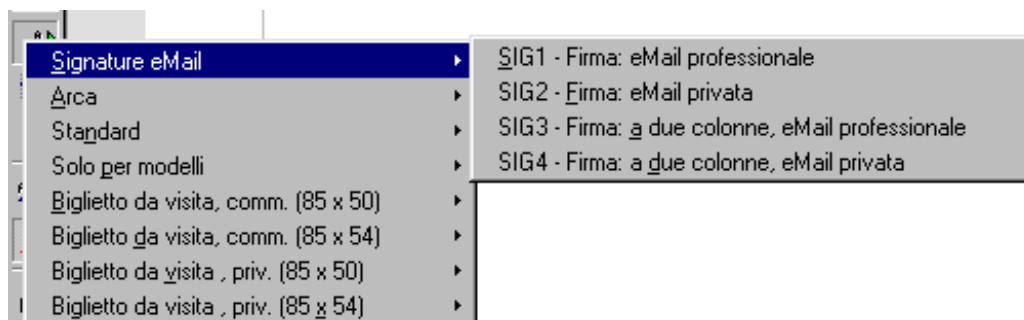 Signature eMail
Arca
Standard
Solo per modelli
Biglietto da visita, comm. (85 x 50)
Biglietto da visita, comm. (85 x 54)
Biglietto da visita , priv. (85 x 50)
Biglietto da visita , priv. (85 x 54)
SIG1 - Firma: eMail professionale
SIG2 - Firma: eMail privata
SIG3 - Firma: a due colonne, eMail professionale
SIG4 - Firma: a due colonne, eMail privata